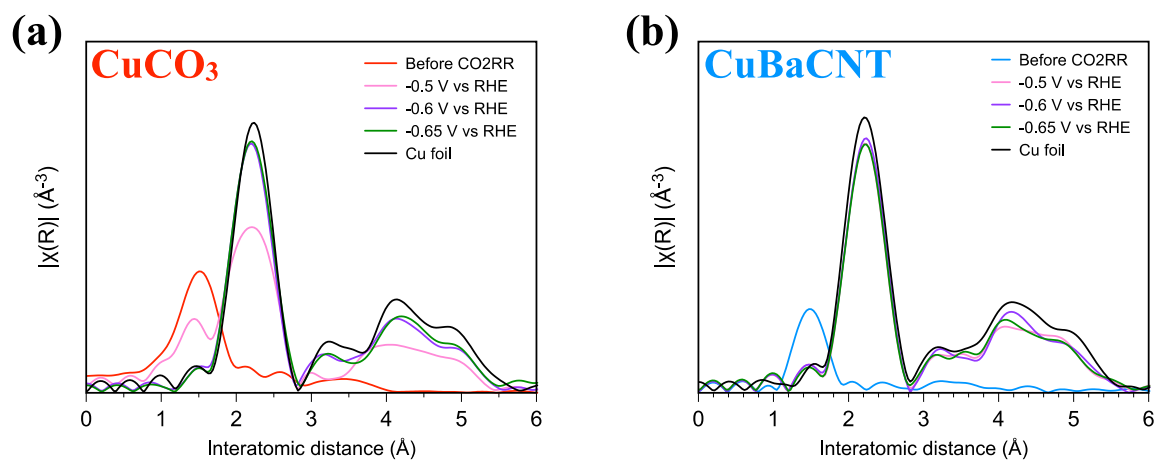 (a)
CuCO₃
Before CO2RR
-0.5 V vs RHE
-0.6 V vs RHE
-0.65 V vs RHE
Cu foil
|χ(R)| (Å⁻³)
0 1 2 3 4 5 6
Interatomic distance (Å)
(b)
CuBaCNT
Before CO2RR
-0.5 V vs RHE
-0.6 V vs RHE
-0.65 V vs RHE
Cu foil
|χ(R)| (Å⁻³)
0 1 2 3 4 5 6
Interatomic distance (Å)